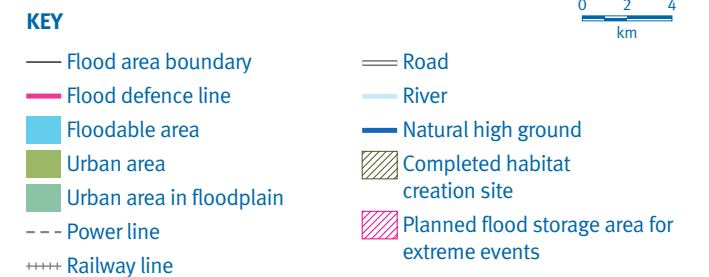 KEY
0 2 4
km
Flood area boundary
Flood defence line
Floodable area
Urban area
Urban area in floodplain
Power line
Railway line
Road
River
Natural high ground
Completed habitat
creation site
Planned flood storage area for
extreme events